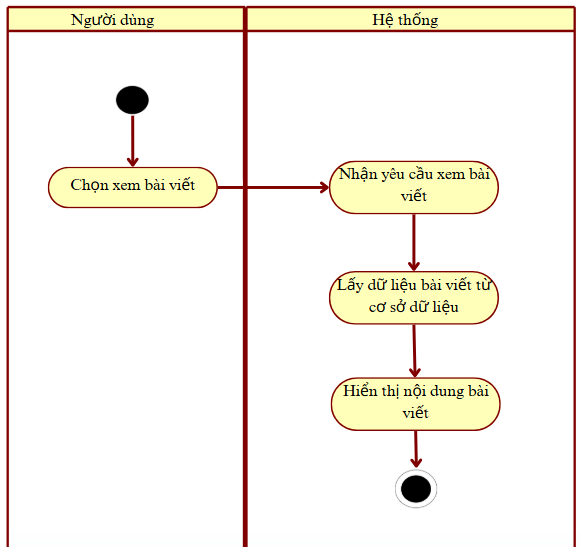 Người dùng
Hệ thống
Chọn xem bài viết
Nhận yêu cầu xem bài
viết
Lấy dữ liệu bài viết từ
cơ sở dữ liệu
Hiển thị nội dung bài
viết